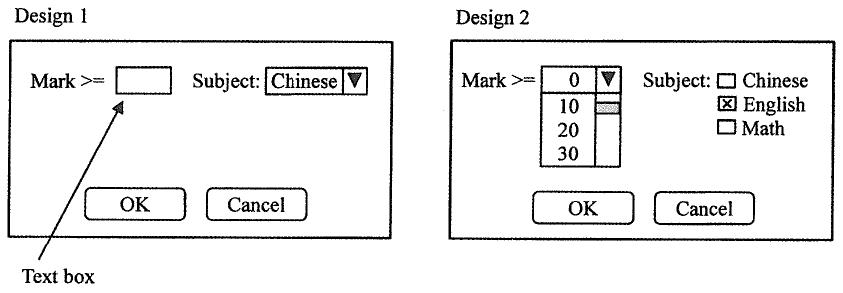 Design 1
Mark >=
Subject: Chinese
OK
Cancel
Text box
Design 2
Mark >= 0
10
20
30
Subject: Chinese
English
Math
OK
Cancel